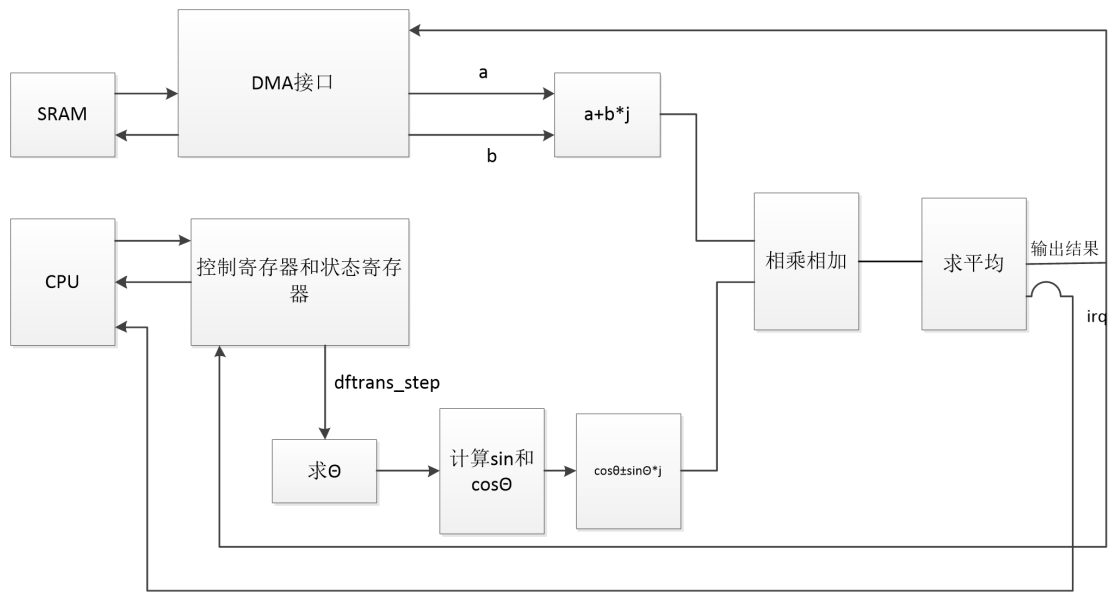 DMA接口
SRAM
a
b
a+b*j
CPU
控制寄存器和状态寄存
器
相乘相加
求平均
输出结果
irq
dftrans_step
求Θ
计算sin和
cosΘ
cosθ±sinΘ*j